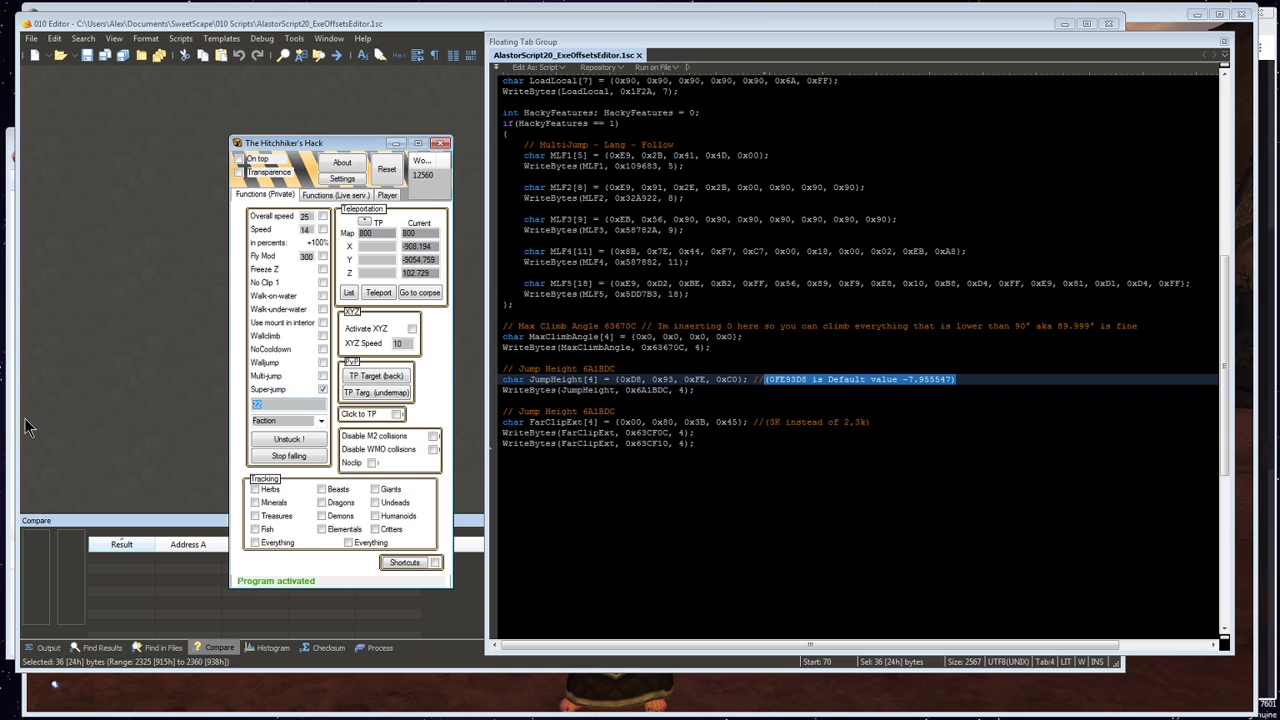 010 Editor - C:\Users\Alex\Documents\SweetScape\010 Scripts\AlastorScript20_ExeOffsetsEditor.1sc
File Edit Search View Format Scripts Templates Debug Tools Window Help
Floating Tab Group
AlastorScript20_ExeOffsetsEditor.1sc
Edit As: Script Repository Run on File
char LoadLocal[7] = {0x90, 0x90, 0x90, 0x90, 0x90, 0x6A, 0xFF};
WriteBytes(LoadLocal, 0x1F2A, 7);
int HackyFeatures; HackyFeatures = 0;
if(HackyFeatures == 1)
{
// MultiJump - Lang - Follow
char MLF1[5] = {0xE9, 0x2B, 0x41, 0x4D, 0x00};
WriteBytes(MLF1, 0x109683, 5);
char MLF2[8] = {0xE9, 0x91, 0x2E, 0x2B, 0x00, 0x90, 0x90, 0x90};
WriteBytes(MLF2, 0x32A922, 8);
char MLF3[9] = {0xEB, 0x56, 0x90, 0x90, 0x90, 0x90, 0x90, 0x90, 0x90};
WriteBytes(MLF3, 0x58782A, 9);
char MLF4[11] = {0x8B, 0x7E, 0x44, 0xF7, 0xC7, 0x00, 0x18, 0x00, 0x02, 0xEB, 0xA8};
WriteBytes(MLF4, 0x587882, 11);
char MLF5[18] = {0xE9, 0xD2, 0xBE, 0xB2, 0xFF, 0x56, 0x89, 0xF9, 0xE8, 0x10, 0xB8, 0xD4, 0xFF, 0xE9, 0x81, 0xD1, 0xD4, 0xFF};
WriteBytes(MLF5, 0x5DD7B3, 18);
};
// Max Climb Angle 63670C // Im inserting 0 here so you can climb everything that is lower than 90° aka 89.999° is fine
char MaxClimbAngle[4] = {0x0, 0x0, 0x0, 0x0};
WriteBytes(MaxClimbAngle, 0x63670C, 4);
// Jump Height 6A1BDC
char JumpHeight[4] = {0xD8, 0x93, 0xFE, 0xC0}; //(0FE93D8 is Default value -7.955547)
WriteBytes(JumpHeight, 0x6A1BDC, 4);
// Jump Height 6A1BDC
char FarClipExt[4] = {0x00, 0x80, 0x3B, 0x45}; //(3K instead of 2,3k)
WriteBytes(FarClipExt, 0x63CF0C, 4);
WriteBytes(FarClipExt, 0x63CF10, 4);
The Hitchhiker's Hack
On top
Transparence
About
Settings
Reset
Wo...
12560
Functions (Private) Functions (Live serv.) Player
Overall speed 25
Speed 14
in percents: +100%
Fly Mod 300
Freeze Z
No Clip 1
Walk-on-water
Walk-under-water
Use mount in interior
Wallclimb
NoCooldown
Walljump
Multi-jump
Super-jump
22
Faction
Unstuck !
Stop falling
Teleportation
TP Current
Map 800 800
X -908.194
Y -9054.759
Z 102.729
List Teleport Go to corpse
XYZ
Activate XYZ
XYZ Speed 10
PvP
TP Target (back)
TP Targ. (undermap)
Click to TP
Disable M2 collisions
Disable WMO collisions
Noclip
Tracking
Herbs Beasts Giants
Minerals Dragons Undeads
Treasures Demons Humanoids
Fish Elementals Critters
Everything Everything
Shortcuts
Program activated
Compare
Result Address A
Output Find Results Find in Files Compare Histogram Checksum Process
Selected: 36 [24h] bytes (Range: 2325 [915h] to 2360 [938h]) Start: 70 Sel: 36 [24h] bytes Size: 2567 UTF8(UNIX) Tab:4 LIT W INS
7601